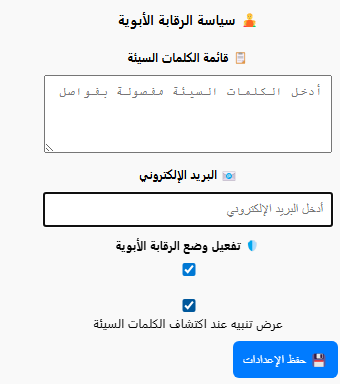 سياسة الرقابة الأبوية
قائمة الكلمات السيئة
أدخل الكلمات السيئة مفصولة بفواصل
البريد الإلكتروني
أدخل البريد الإلكتروني
تفعيل وضع الرقابة الأبوية
عرض تنبيه عند اكتشاف الكلمات السيئة
حفظ الإعدادات